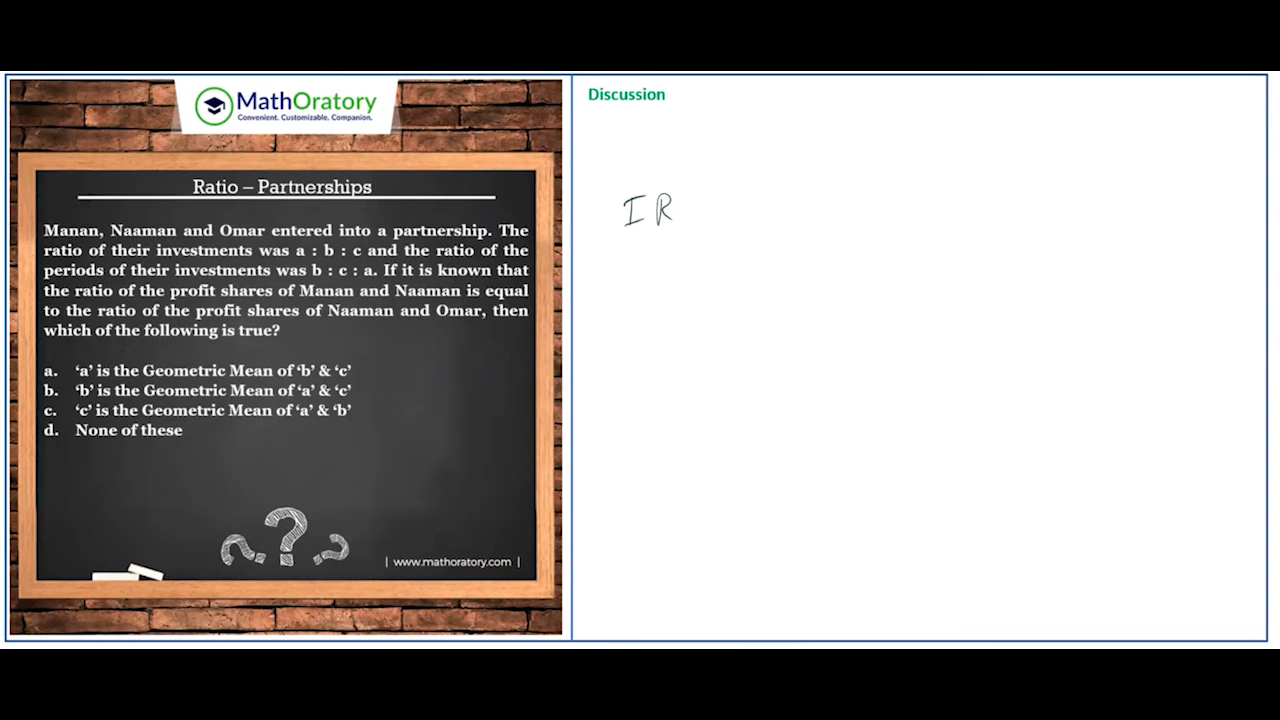 MathOratory
Convenient. Customizable. Companion.
Ratio – Partnerships
Manan, Naaman and Omar entered into a partnership. The
ratio of their investments was a : b : c and the ratio of the
periods of their investments was b : c : a. If it is known that
the ratio of the profit shares of Manan and Naaman is equal
to the ratio of the profit shares of Naaman and Omar, then
which of the following is true?
a. ‘a’ is the Geometric Mean of ‘b’ & ‘c’
b. ‘b’ is the Geometric Mean of ‘a’ & ‘c’
c. ‘c’ is the Geometric Mean of ‘a’ & ‘b’
d. None of these
? ? ?
| www.mathoratory.com |
Discussion
I R